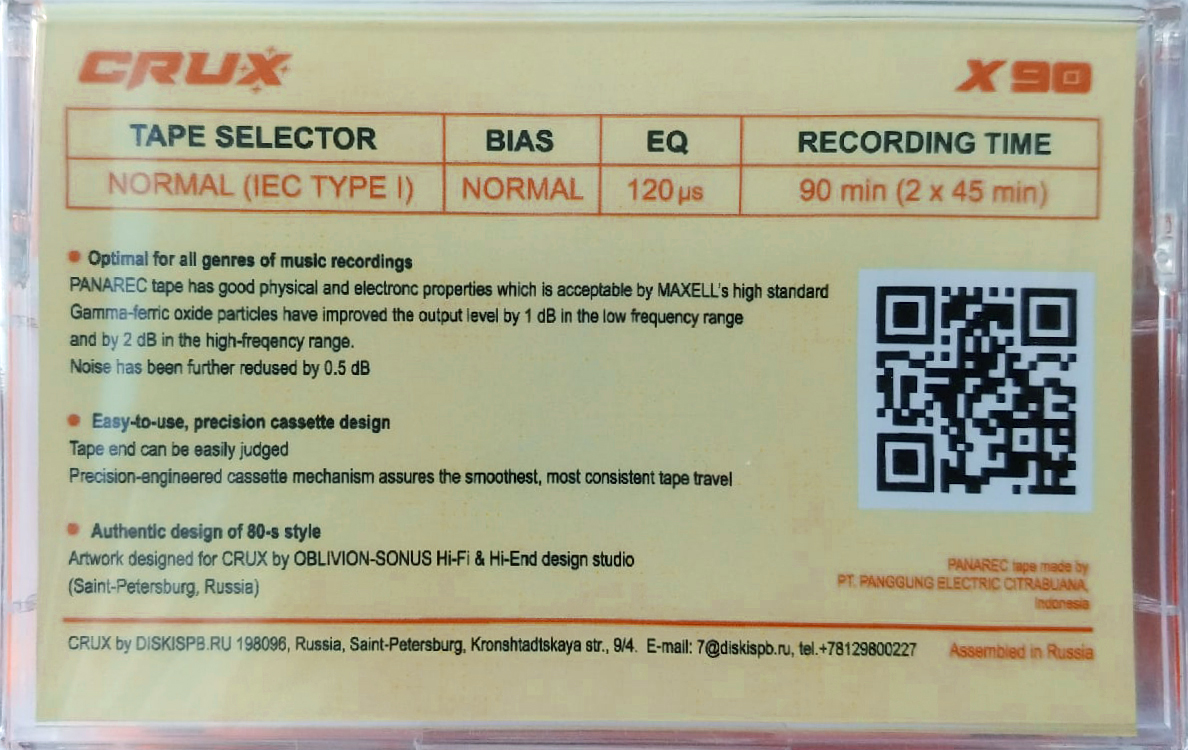 CRUX
X 90
TAPE SELECTOR BIAS EQ RECORDING TIME
NORMAL (IEC TYPE I) NORMAL 120 µs 90 min (2 x 45 min)
Optimal for all genres of music recordings
PANAREC tape has good physical and electronc properties which is acceptable by MAXELL's high standard
Gamma-ferric oxide particles have improved the output level by 1 dB in the low frequency range
and by 2 dB in the high-freqency range.
Noise has been further redused by 0.5 dB
Easy-to-use, precision cassette design
Tape end can be easily judged
Precision-engineered cassette mechanism assures the smoothest, most consistent tape travel
Authentic design of 80-s style
Artwork designed for CRUX by OBLIVION-SONUS Hi-Fi & Hi-End design studio
(Saint-Petersburg, Russia)
PANAREC tape made by
PT. PANGGUNG ELECTRIC CITRABUANA,
Indonesia
CRUX by DISKISPB.RU 198096, Russia, Saint-Petersburg, Kronshtadtskaya str., 9/4. E-mail: 7@diskispb.ru, tel.+78129800227
Assembled in Russia